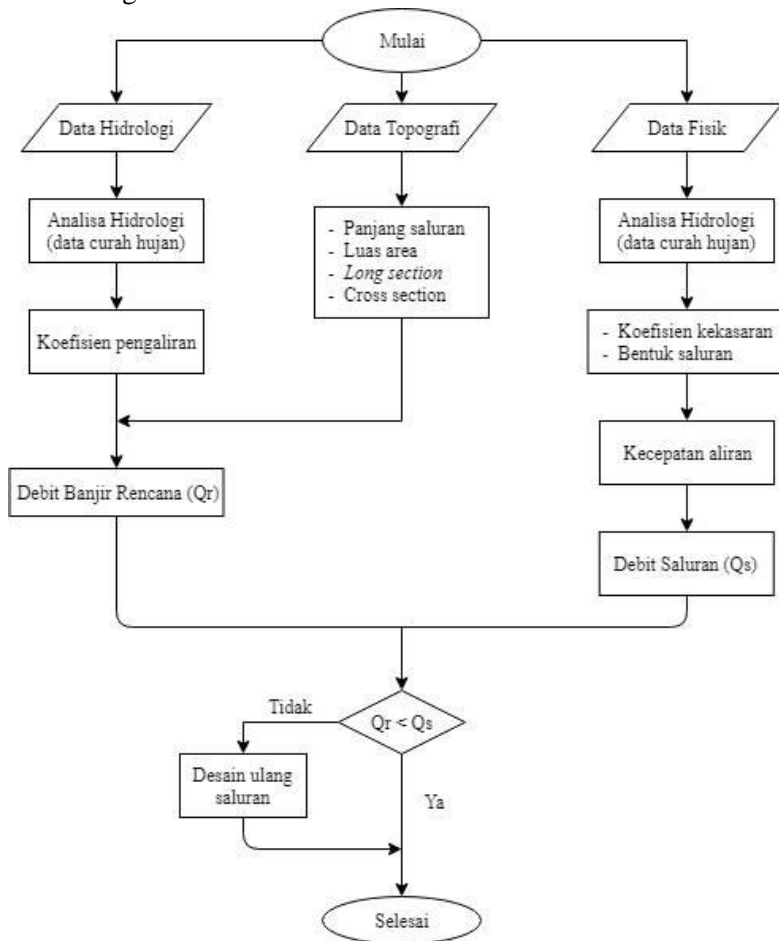 Mulai
Data Hidrologi
Data Topografi
Data Fisik
Analisa Hidrologi
(data curah hujan)
- Panjang saluran
- Luas area
- Long section
- Cross section
Analisa Hidrologi
(data curah hujan)
Koefisien pengaliran
- Koefisien kekasaran
- Bentuk saluran
Kecepatan aliran
Debit Banjir Rencana (Qr)
Debit Saluran (Qs)
Tidak
Qr < Qs
Desain ulang
saluran
Ya
Selesai